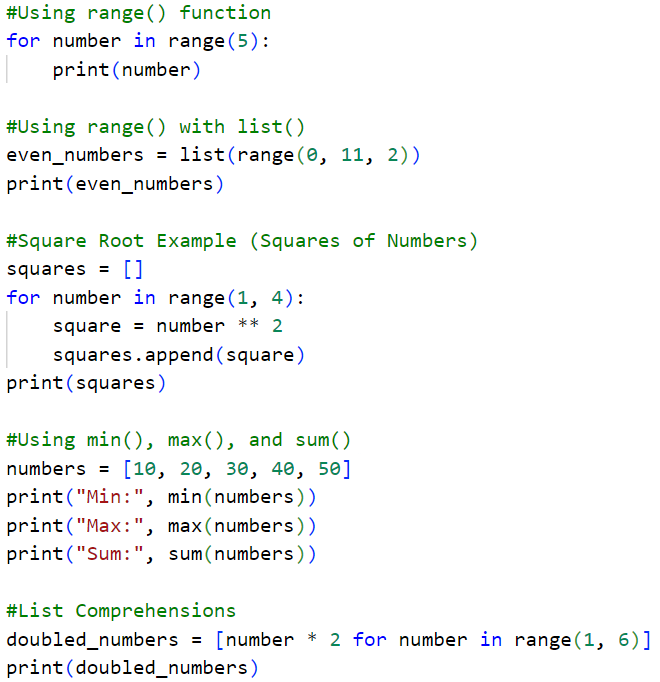 #Using range() function
for number in range(5):
    print(number)

#Using range() with list()
even_numbers = list(range(0, 11, 2))
print(even_numbers)

#Square Root Example (Squares of Numbers)
squares = []
for number in range(1, 4):
    square = number ** 2
    squares.append(square)
print(squares)

#Using min(), max(), and sum()
numbers = [10, 20, 30, 40, 50]
print("Min:", min(numbers))
print("Max:", max(numbers))
print("Sum:", sum(numbers))

#List Comprehensions
doubled_numbers = [number * 2 for number in range(1, 6)]
print(doubled_numbers)